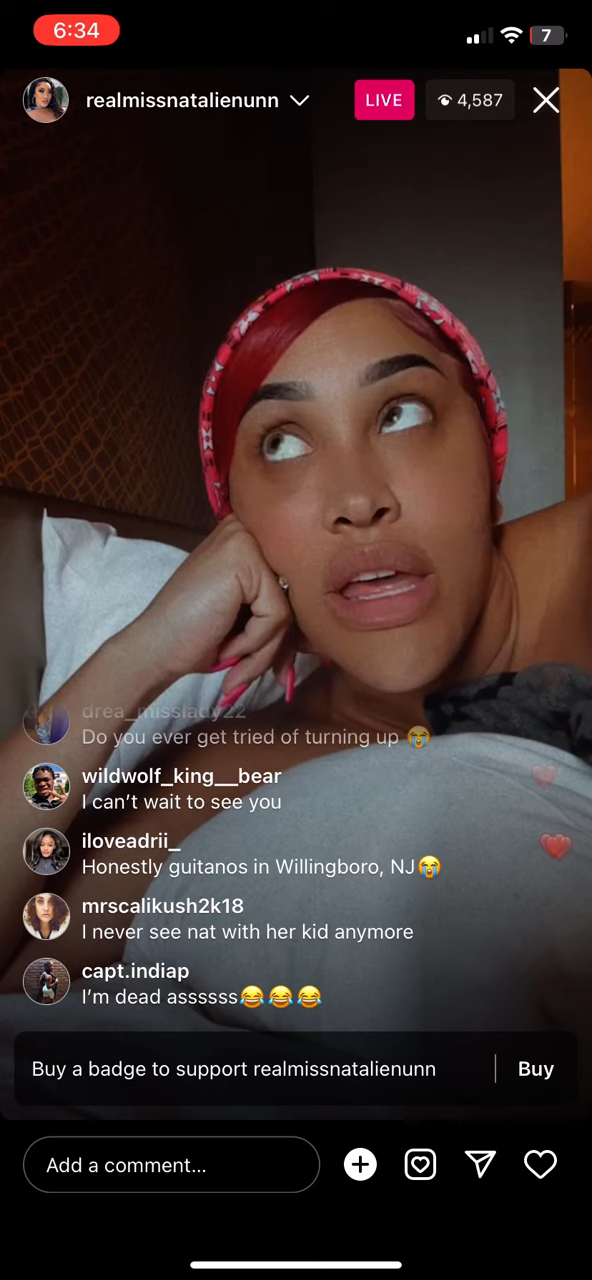 6:34
7
realmissnatalienunn
LIVE
4,587
drea_misslady22
Do you ever get tried of turning up 😭
wildwolf_king__bear
I can’t wait to see you
iloveadrii_
Honestly guitanos in Willingboro, NJ😭
mrscalikush2k18
I never see nat with her kid anymore
capt.indiap
I’m dead assssss😂😂😂
Buy a badge to support realmissnatalienunn
Buy
Add a comment...